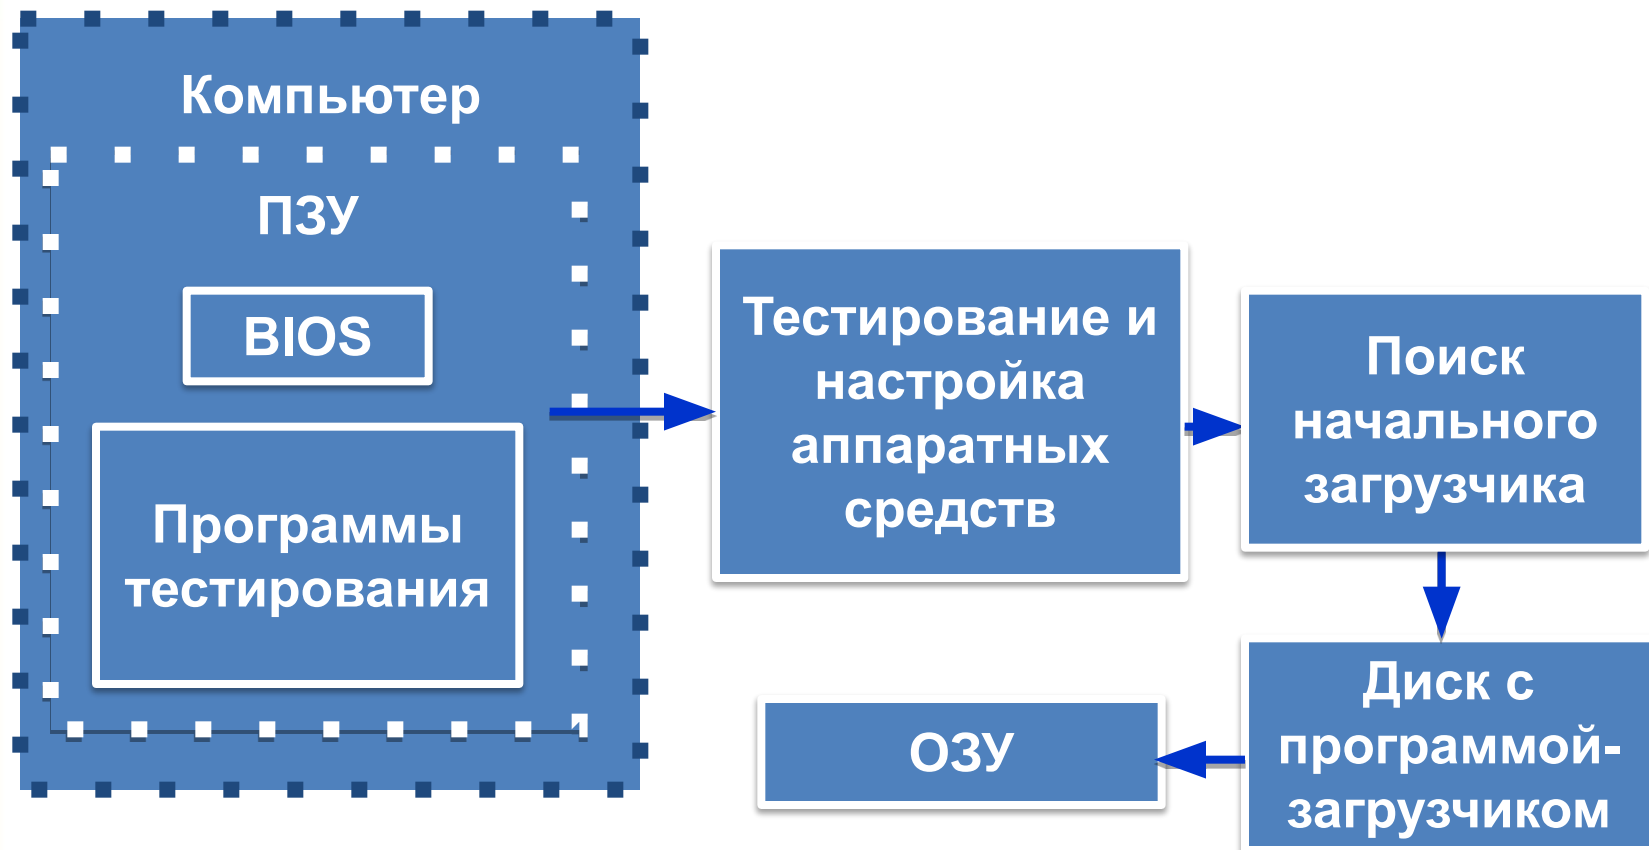 Компьютер
ПЗУ
BIOS
Программы
тестирования
Тестирование и
настройка
аппаратных
средств
Поиск
начального
загрузчика
Диск с
программой-
загрузчиком
ОЗУ